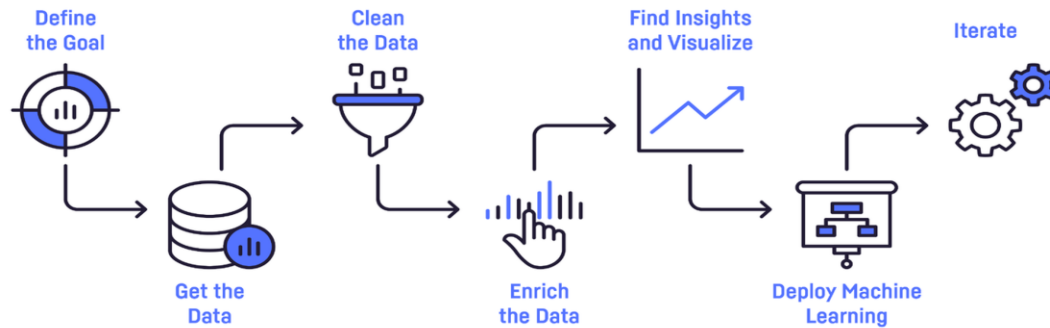 Define
the Goal
Get the
Data
Clean
the Data
Enrich
the Data
Find Insights
and Visualize
Deploy Machine
Learning
Iterate